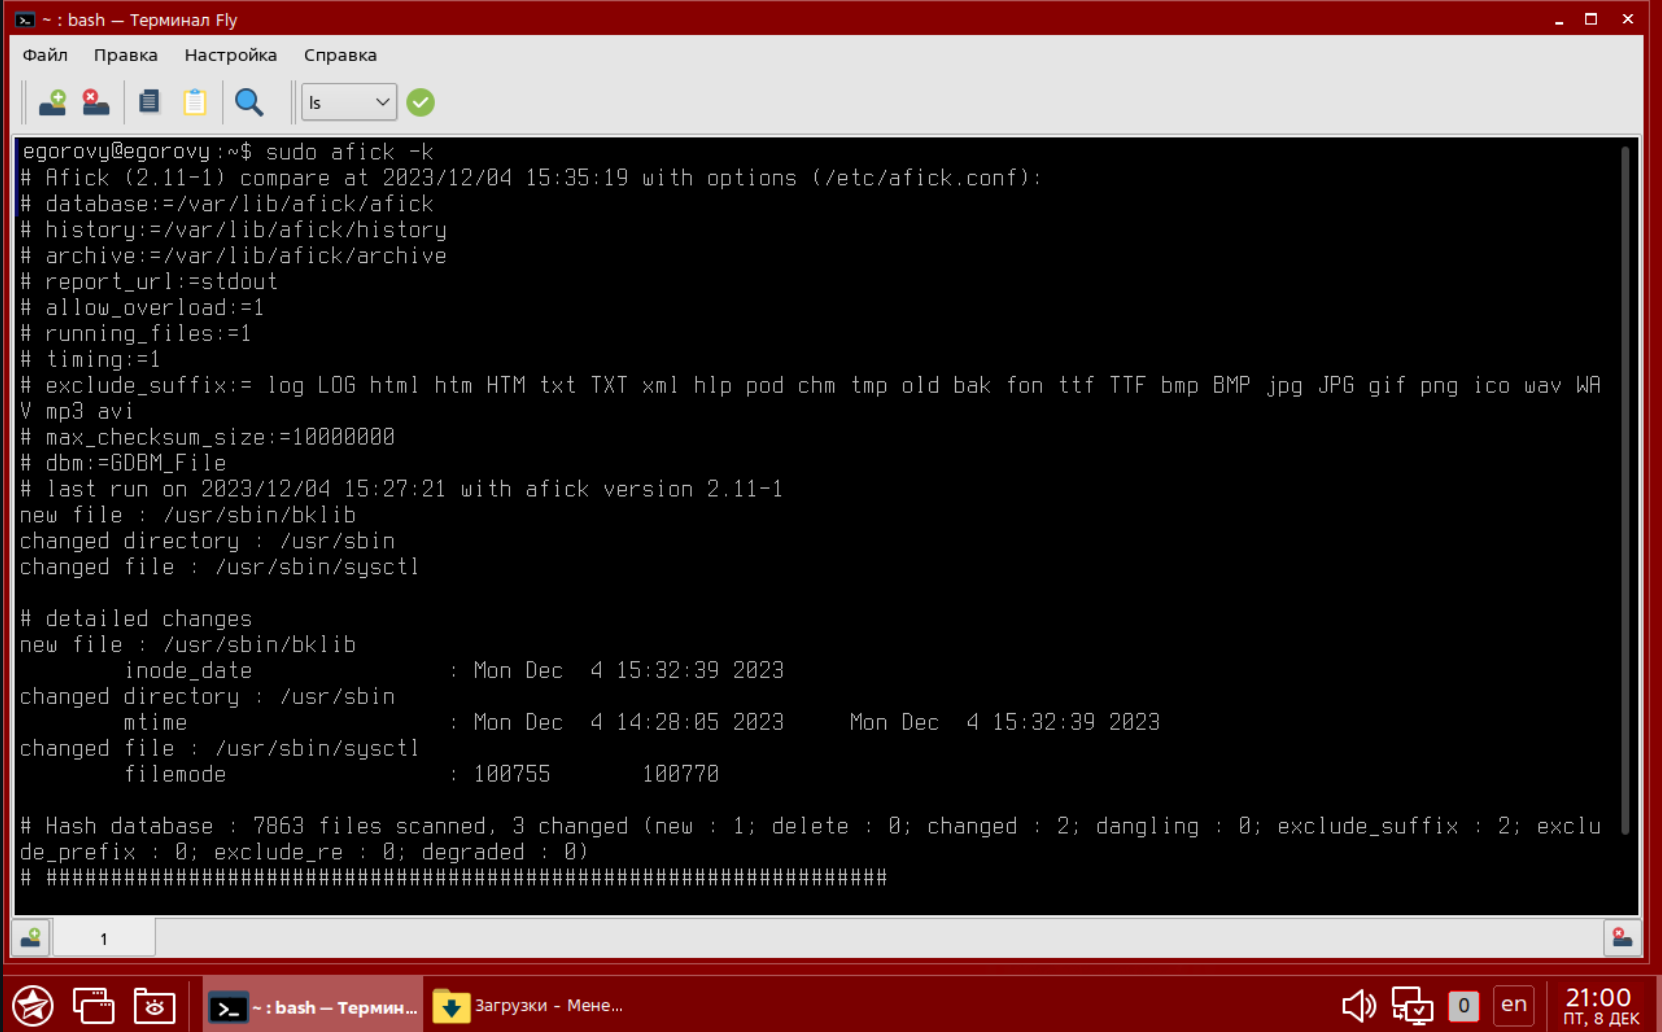 ~ : bash — Терминал Fly
Файл Правка Настройка Справка
ls
egorovy@egorovy:~$ sudo afick -k
# Afick (2.11-1) compare at 2023/12/04 15:35:19 with options (/etc/afick.conf):
# database:=/var/lib/afick/afick
# history:=/var/lib/afick/history
# archive:=/var/lib/afick/archive
# report_url:=stdout
# allow_overload:=1
# running_files:=1
# timing:=1
# exclude_suffix:= log LOG html htm HTM txt TXT xml hlp pod chm tmp old bak fon ttf TTF bmp BMP jpg JPG gif png ico wav WA
V mp3 avi
# max_checksum_size:=10000000
# dbm:=GDBM_File
# last run on 2023/12/04 15:27:21 with afick version 2.11-1
new file : /usr/sbin/bklib
changed directory : /usr/sbin
changed file : /usr/sbin/sysctl
# detailed changes
new file : /usr/sbin/bklib
inode_date : Mon Dec 4 15:32:39 2023
changed directory : /usr/sbin
mtime : Mon Dec 4 14:28:05 2023 Mon Dec 4 15:32:39 2023
changed file : /usr/sbin/sysctl
filemode : 100755 100770
# Hash database : 7863 files scanned, 3 changed (new : 1; delete : 0; changed : 2; dangling : 0; exclude_suffix : 2; exclu
de_prefix : 0; exclude_re : 0; degraded : 0)
# #################################################################
1
~ : bash — Термин...
Загрузки - Мене...
0
en
21:00
ПТ, 8 ДЕК